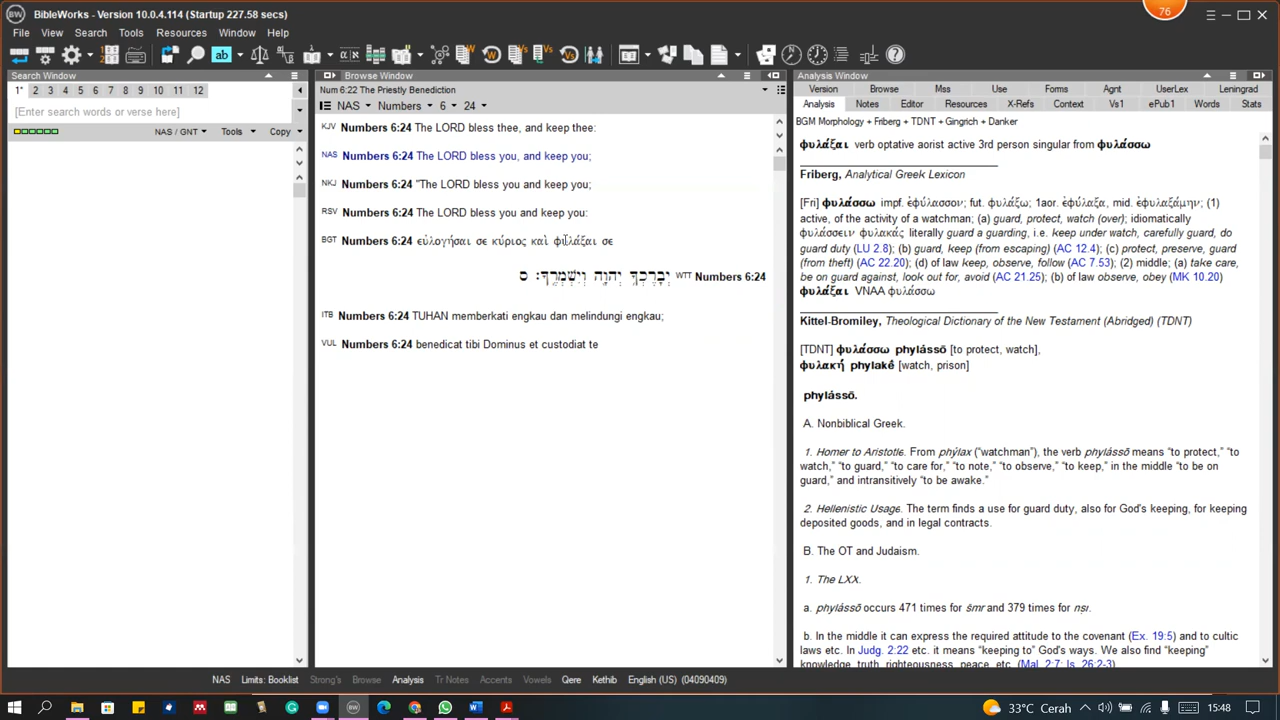 BibleWorks - Version 10.0.4.114 (Startup 227.58 secs)
76
File View Search Tools Resources Window Help
Search Window
1* 2 3 4 5 6 7 8 9 10 11 12
[Enter search words or verse here]
NAS / GNT Tools Copy
Browse Window
Num 6:22 The Priestly Benediction
NAS Numbers 6 24
KJV Numbers 6:24 The LORD bless thee, and keep thee:
NAS Numbers 6:24 The LORD bless you, and keep you;
NKJ Numbers 6:24 "The LORD bless you and keep you;
RSV Numbers 6:24 The LORD bless you and keep you:
BGT Numbers 6:24 εὐλογήσαι σε κύριος καὶ φυλάξαι σε
WTT Numbers 6:24 יְבָרֶכְךָ֥ יְהוָ֖ה וְיִשְׁמְרֶֽךָ׃ ס
ITB Numbers 6:24 TUHAN memberkati engkau dan melindungi engkau;
VUL Numbers 6:24 benedicat tibi Dominus et custodiat te
Analysis Window
Version Browse Mss Use Forms Agnt UserLex Leningrad
Analysis Notes Editor Resources X-Refs Context Vs1 ePub1 Words Stats
BGM Morphology + Friberg + TDNT + Gingrich + Danker
φυλάξαι verb optative aorist active 3rd person singular from φυλάσσω
Friberg, Analytical Greek Lexicon
[Fri] φυλάσσω impf. ἐφύλασσον; fut. φυλάξω; 1aor. ἐφύλαξα, mid. ἐφυλαξάμην; (1)
active, of the activity of a watchman; (a) guard, protect, watch (over); idiomatically
φυλάσσειν φυλακάς literally guard a guarding, i.e. keep under watch, carefully guard, do
guard duty (LU 2.8); (b) guard, keep (from escaping) (AC 12.4); (c) protect, preserve, guard
(from theft) (AC 22.20); (d) of law keep, observe, follow (AC 7.53); (2) middle; (a) take care,
be on guard against, look out for, avoid (AC 21.25); (b) of law observe, obey (MK 10.20)
φυλάξαι VNAA φυλάσσω
Kittel-Bromiley, Theological Dictionary of the New Testament (Abridged) (TDNT)
[TDNT] φυλάσσω phylássō [to protect, watch],
φυλακή phylakḗ [watch, prison]
phylássō.
A. Nonbiblical Greek.
1. Homer to Aristotle. From phýlax (“watchman”), the verb phylássō means “to protect,” “to
watch,” “to guard,” “to care for,” “to note,” “to observe,” “to keep,” in the middle “to be on
guard,” and intransitively “to be awake.”
2. Hellenistic Usage. The term finds a use for guard duty, also for God's keeping, for keeping
deposited goods, and in legal contracts.
B. The OT and Judaism.
1. The LXX.
a. phylássō occurs 471 times for šmr and 379 times for nṣr.
b. In the middle it can express the required attitude to the covenant (Ex. 19:5) and to cultic
laws etc. In Judg. 2:22 etc. it means “keeping to” God's ways. We also find “keeping”
knowledge, truth, righteousness, peace, etc. (Mal. 2:7; Is. 26:2-3)
NAS Limits: Booklist Strong's Browse Analysis Tr Notes Accents Vowels Qere Kethib English (US) (04090409)
33°C Cerah 15:48